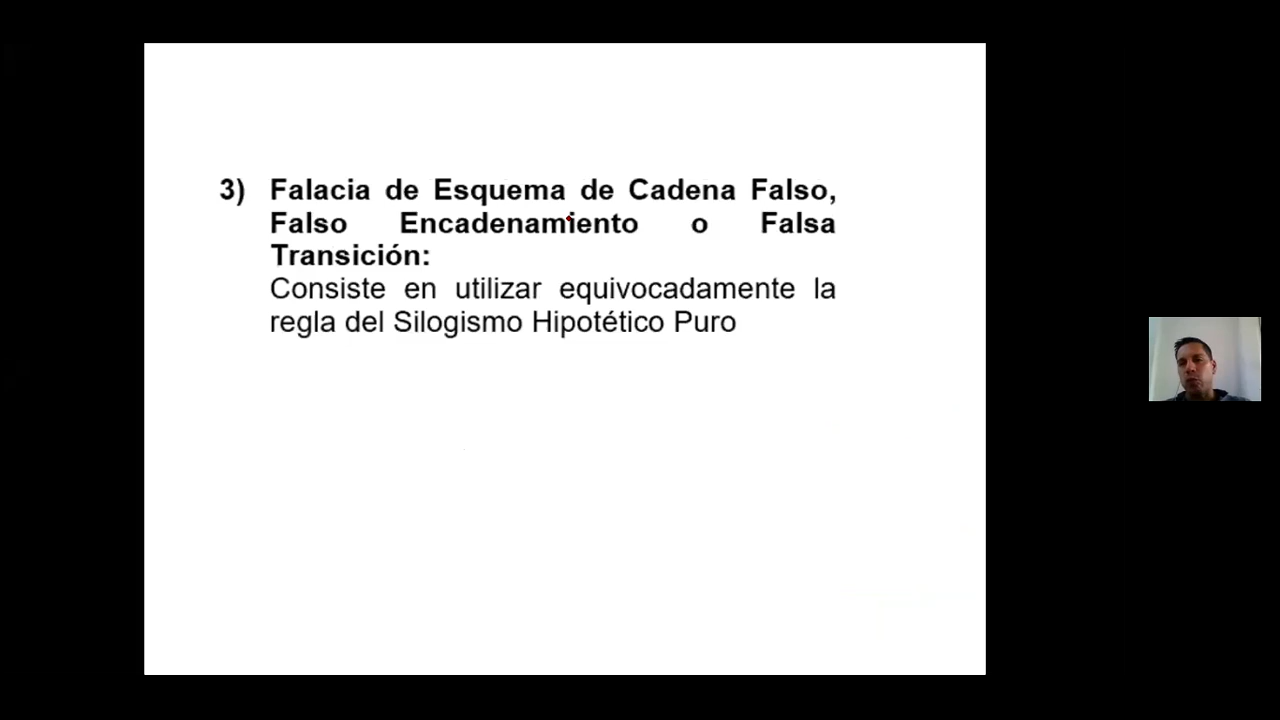 3) Falacia de Esquema de Cadena Falso,
Falso Encadenamiento o Falsa
Transición:
Consiste en utilizar equivocadamente la
regla del Silogismo Hipotético Puro